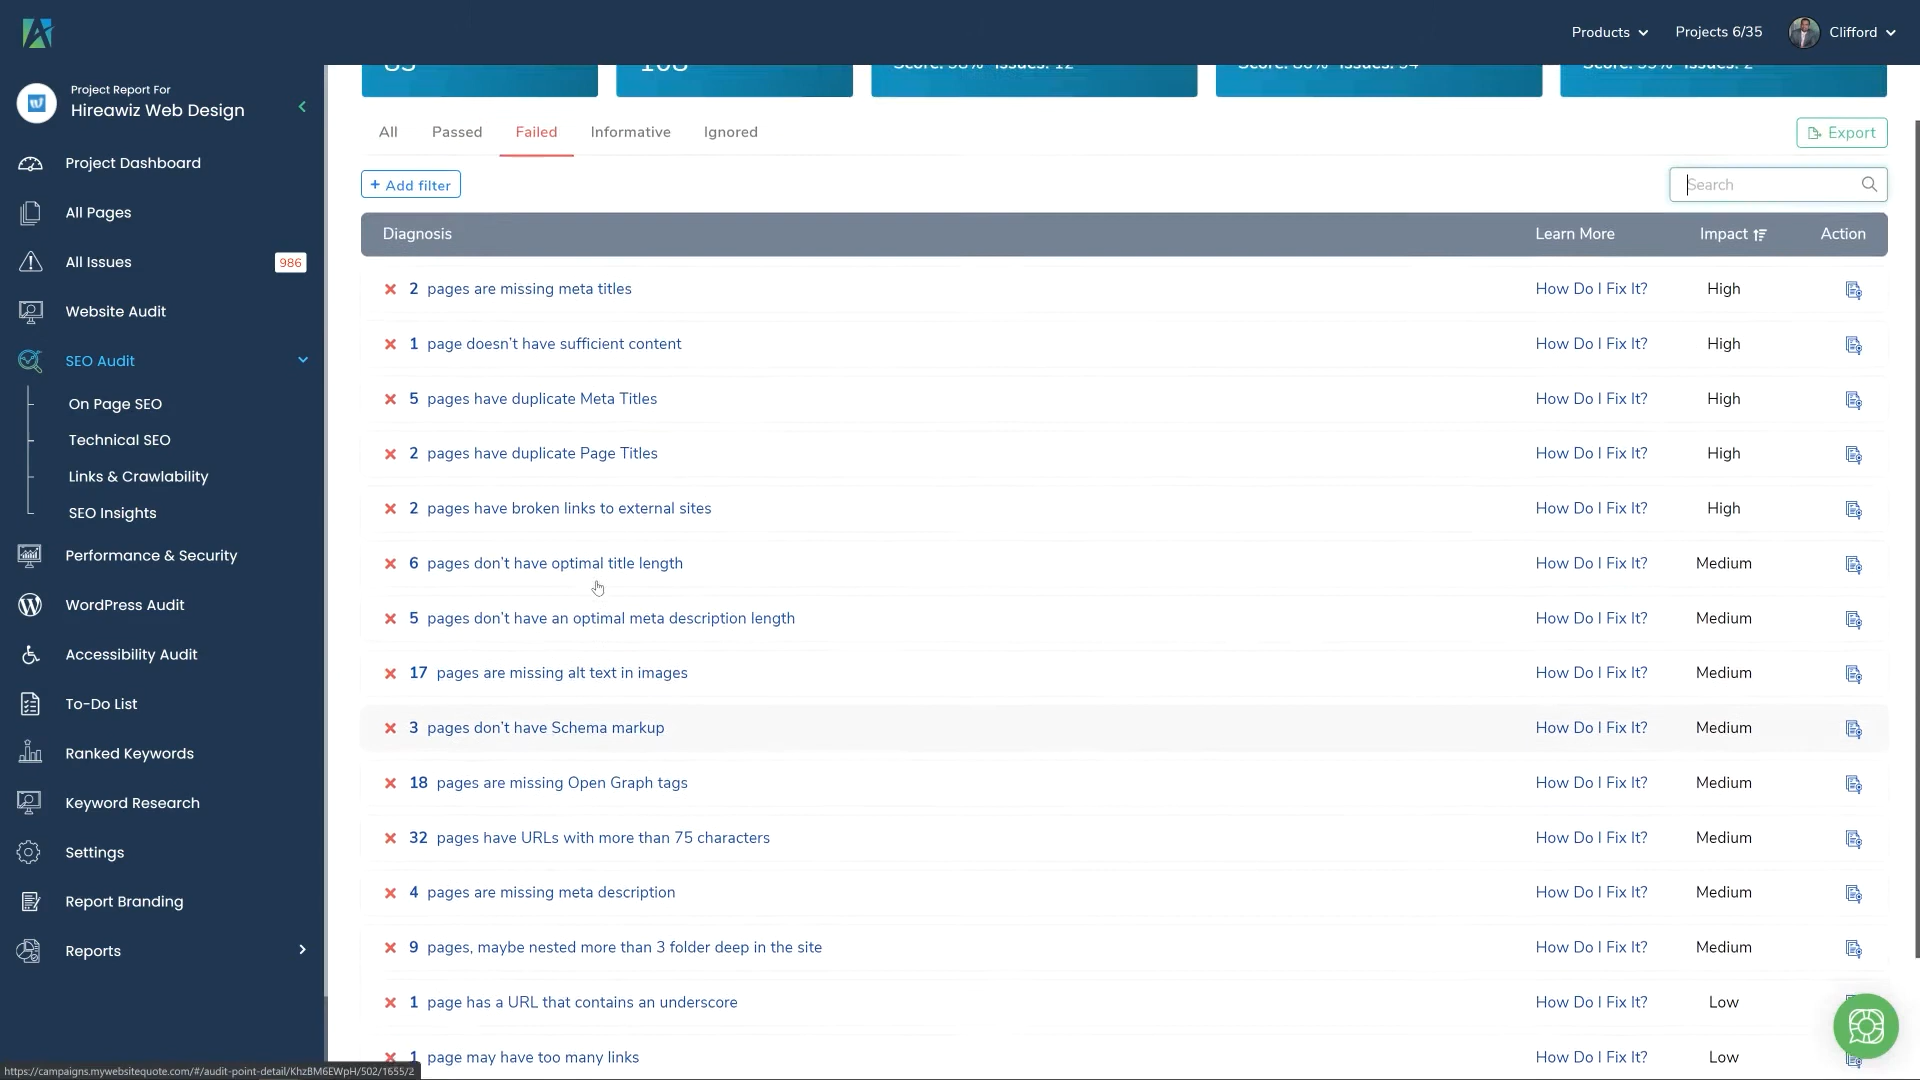 Products
Projects 6/35
Clifford
Project Report For
Hireawiz Web Design
Project Dashboard
All Pages
All Issues
986
Website Audit
SEO Audit
On Page SEO
Technical SEO
Links & Crawlability
SEO Insights
Performance & Security
WordPress Audit
Accessibility Audit
To-Do List
Ranked Keywords
Keyword Research
Settings
Report Branding
Reports
All
Passed
Failed
Informative
Ignored
Export
+ Add filter
Search
Diagnosis
Learn More
Impact
Action
2 pages are missing meta titles
How Do I Fix It?
High
1 page doesn't have sufficient content
How Do I Fix It?
High
5 pages have duplicate Meta Titles
How Do I Fix It?
High
2 pages have duplicate Page Titles
How Do I Fix It?
High
2 pages have broken links to external sites
How Do I Fix It?
High
6 pages don't have optimal title length
How Do I Fix It?
Medium
5 pages don't have an optimal meta description length
How Do I Fix It?
Medium
17 pages are missing alt text in images
How Do I Fix It?
Medium
3 pages don't have Schema markup
How Do I Fix It?
Medium
18 pages are missing Open Graph tags
How Do I Fix It?
Medium
32 pages have URLs with more than 75 characters
How Do I Fix It?
Medium
4 pages are missing meta description
How Do I Fix It?
Medium
9 pages, maybe nested more than 3 folder deep in the site
How Do I Fix It?
Medium
1 page has a URL that contains an underscore
How Do I Fix It?
Low
1 page may have too many links
How Do I Fix It?
Low
https://campaigns.mywebsitequote.com/#/audit-point-detail/KhzBM6EWpH/502/1655/2